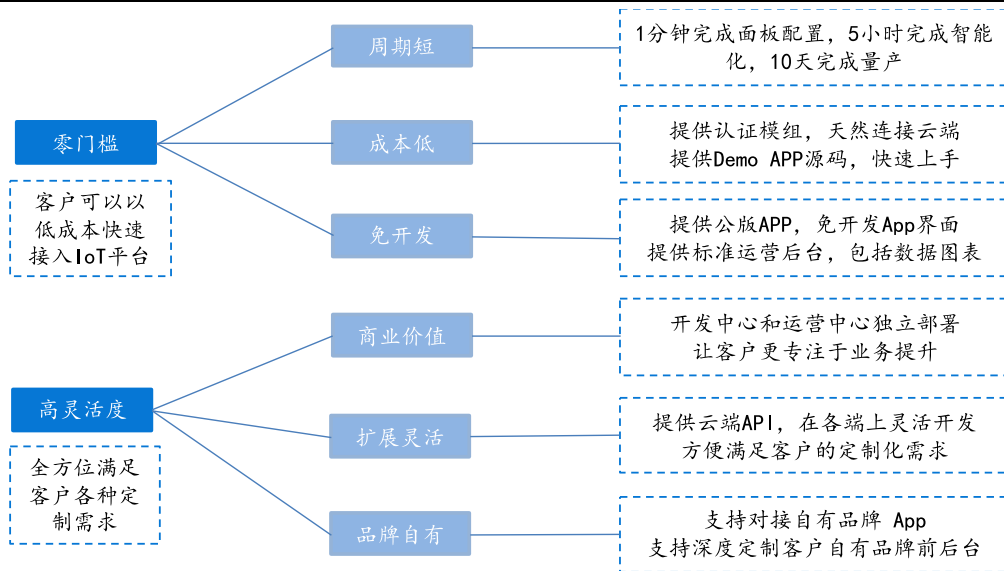 零门槛
客户可以以
低成本快速
接入IoT平台
周期短
1分钟完成面板配置，5小时完成智能
化，10天完成量产
成本低
提供认证模组，天然连接云端
提供Demo APP源码，快速上手
免开发
提供公版APP，免开发App界面
提供标准运营后台，包括数据图表
高灵活度
全方位满足
客户各种定
制需求
商业价值
开发中心和运营中心独立部署
让客户更专注于业务提升
扩展灵活
提供云端API，在各端上灵活开发
方便满足客户的定制化需求
品牌自有
支持对接自有品牌 App
支持深度定制客户自有品牌前后台